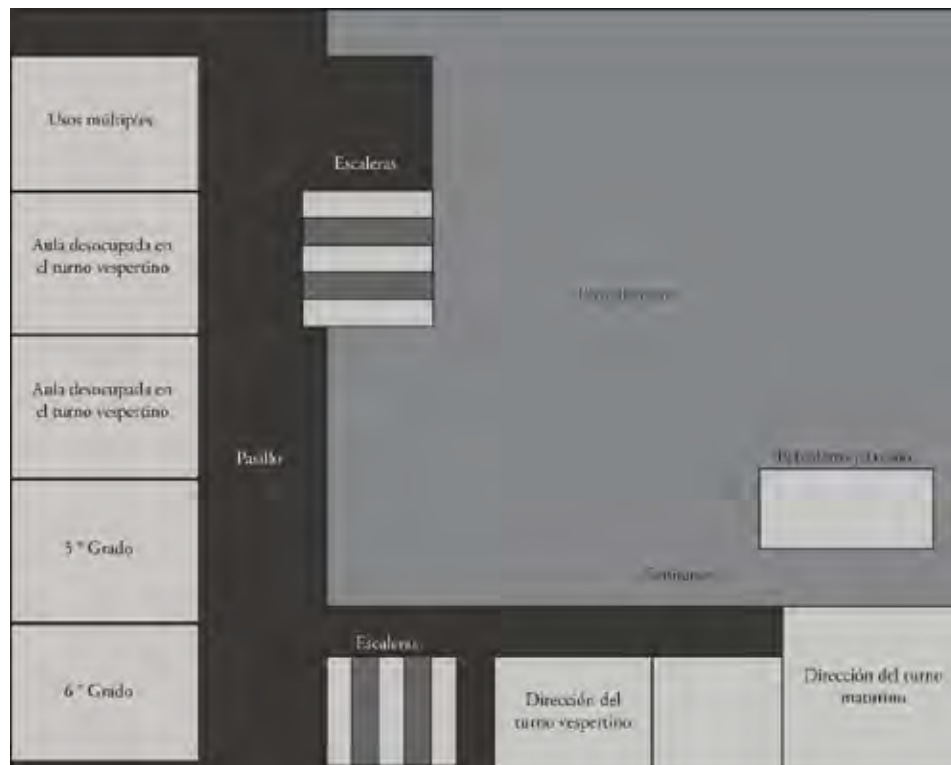 Usos múltiples
Escaleras
Aula desocupada en
el turno vespertino
Aula desocupada en
el turno vespertino
Pasillo
5 ° Grado
Escaleras
6 ° Grado
Dirección del
turno vespertino
Dirección del turno
matutino